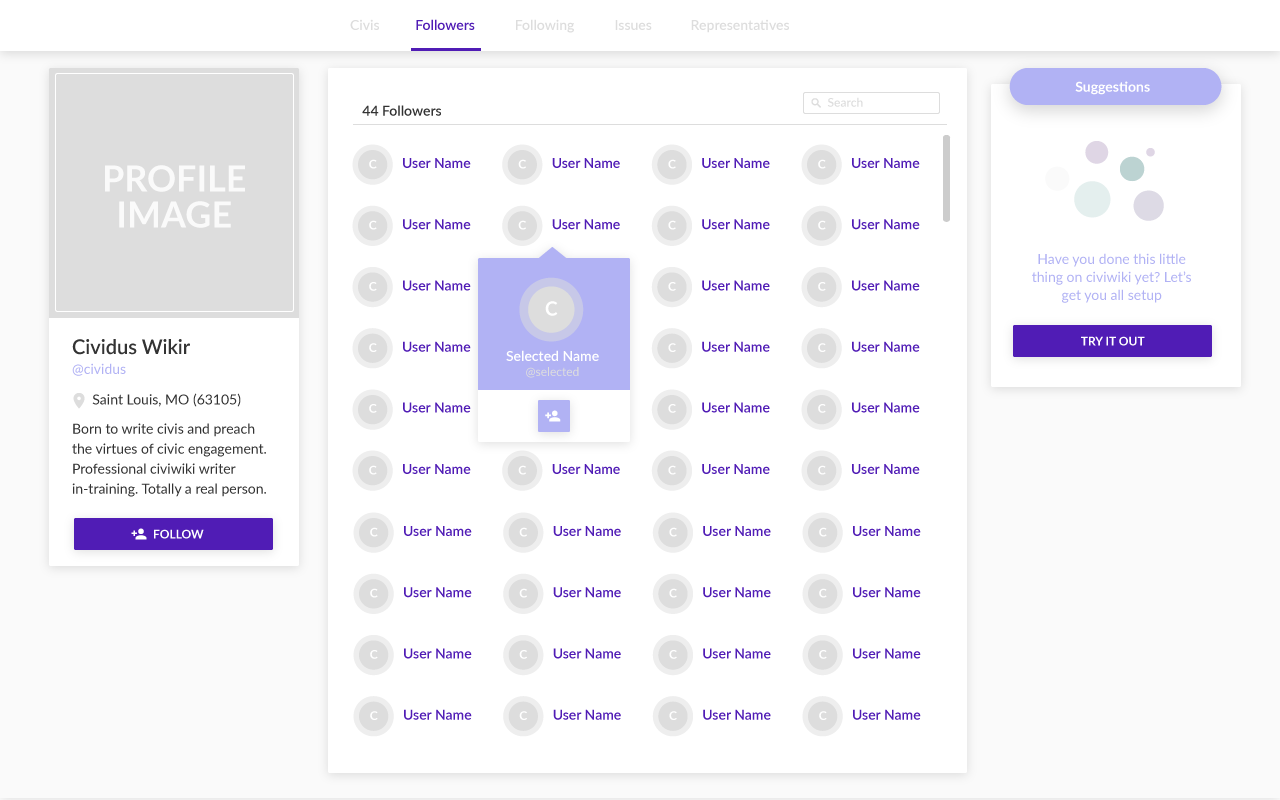 Civis Followers Following Issues Representatives
PROFILE
IMAGE
Cividus Wikir
@cividus
Saint Louis, MO (63105)
Born to write civis and preach
the virtues of civic engagement.
Professional civiwiki writer
in-training. Totally a real person.
FOLLOW
44 Followers
Search
C User Name C User Name C User Name C User Name
C User Name C User Name C User Name C User Name
C User Name C User Name C User Name
C User Name C User Name C User Name
C User Name C User Name C User Name
C
Selected Name
@selected
C User Name C User Name C User Name C User Name
C User Name C User Name C User Name C User Name
C User Name C User Name C User Name C User Name
C User Name C User Name C User Name C User Name
C User Name C User Name C User Name C User Name
Suggestions
Have you done this little
thing on civiwiki yet? Let's
get you all setup
TRY IT OUT